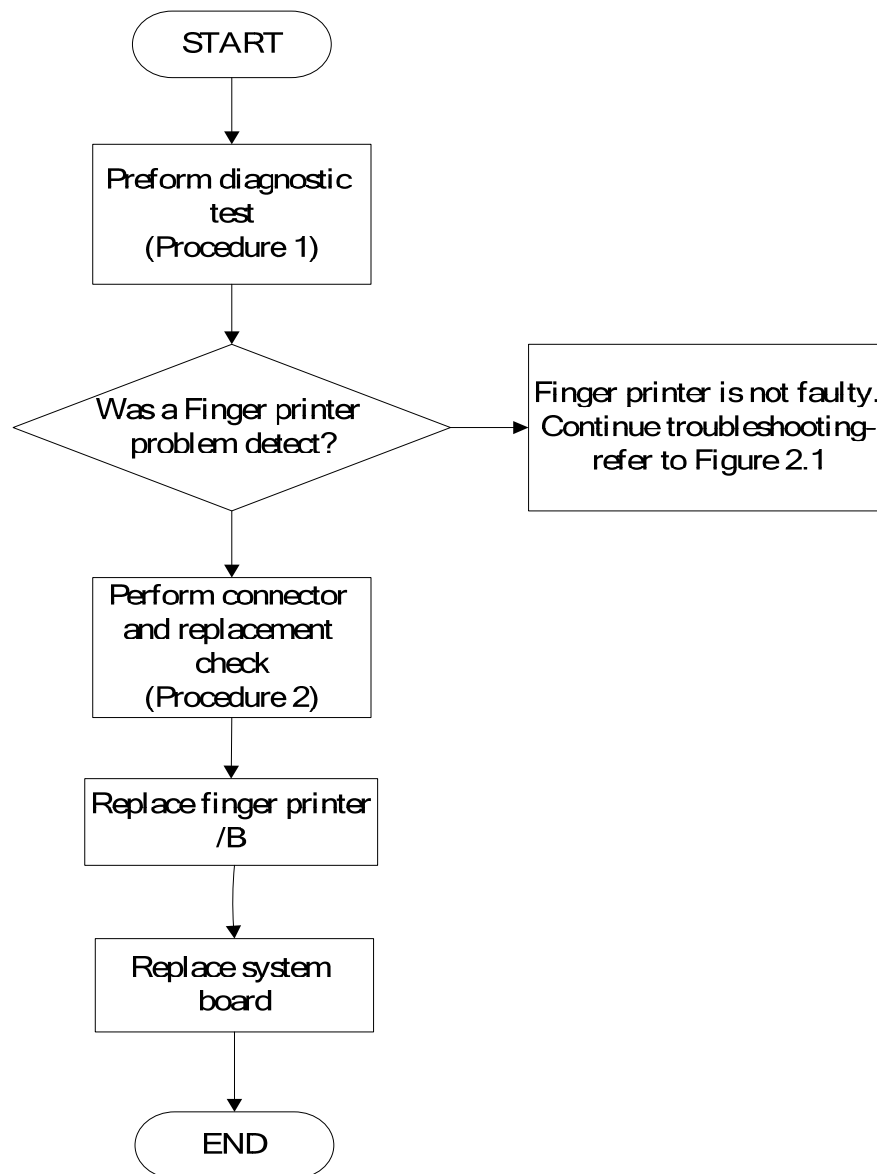 START
Preform diagnostic
test
(Procedure 1)
Was a Finger printer
problem detect?
Finger printer is not faulty.
Continue troubleshooting-
refer to Figure 2.1
Perform connector
and replacement
check
(Procedure 2)
Replace finger printer
/B
Replace system
board
END